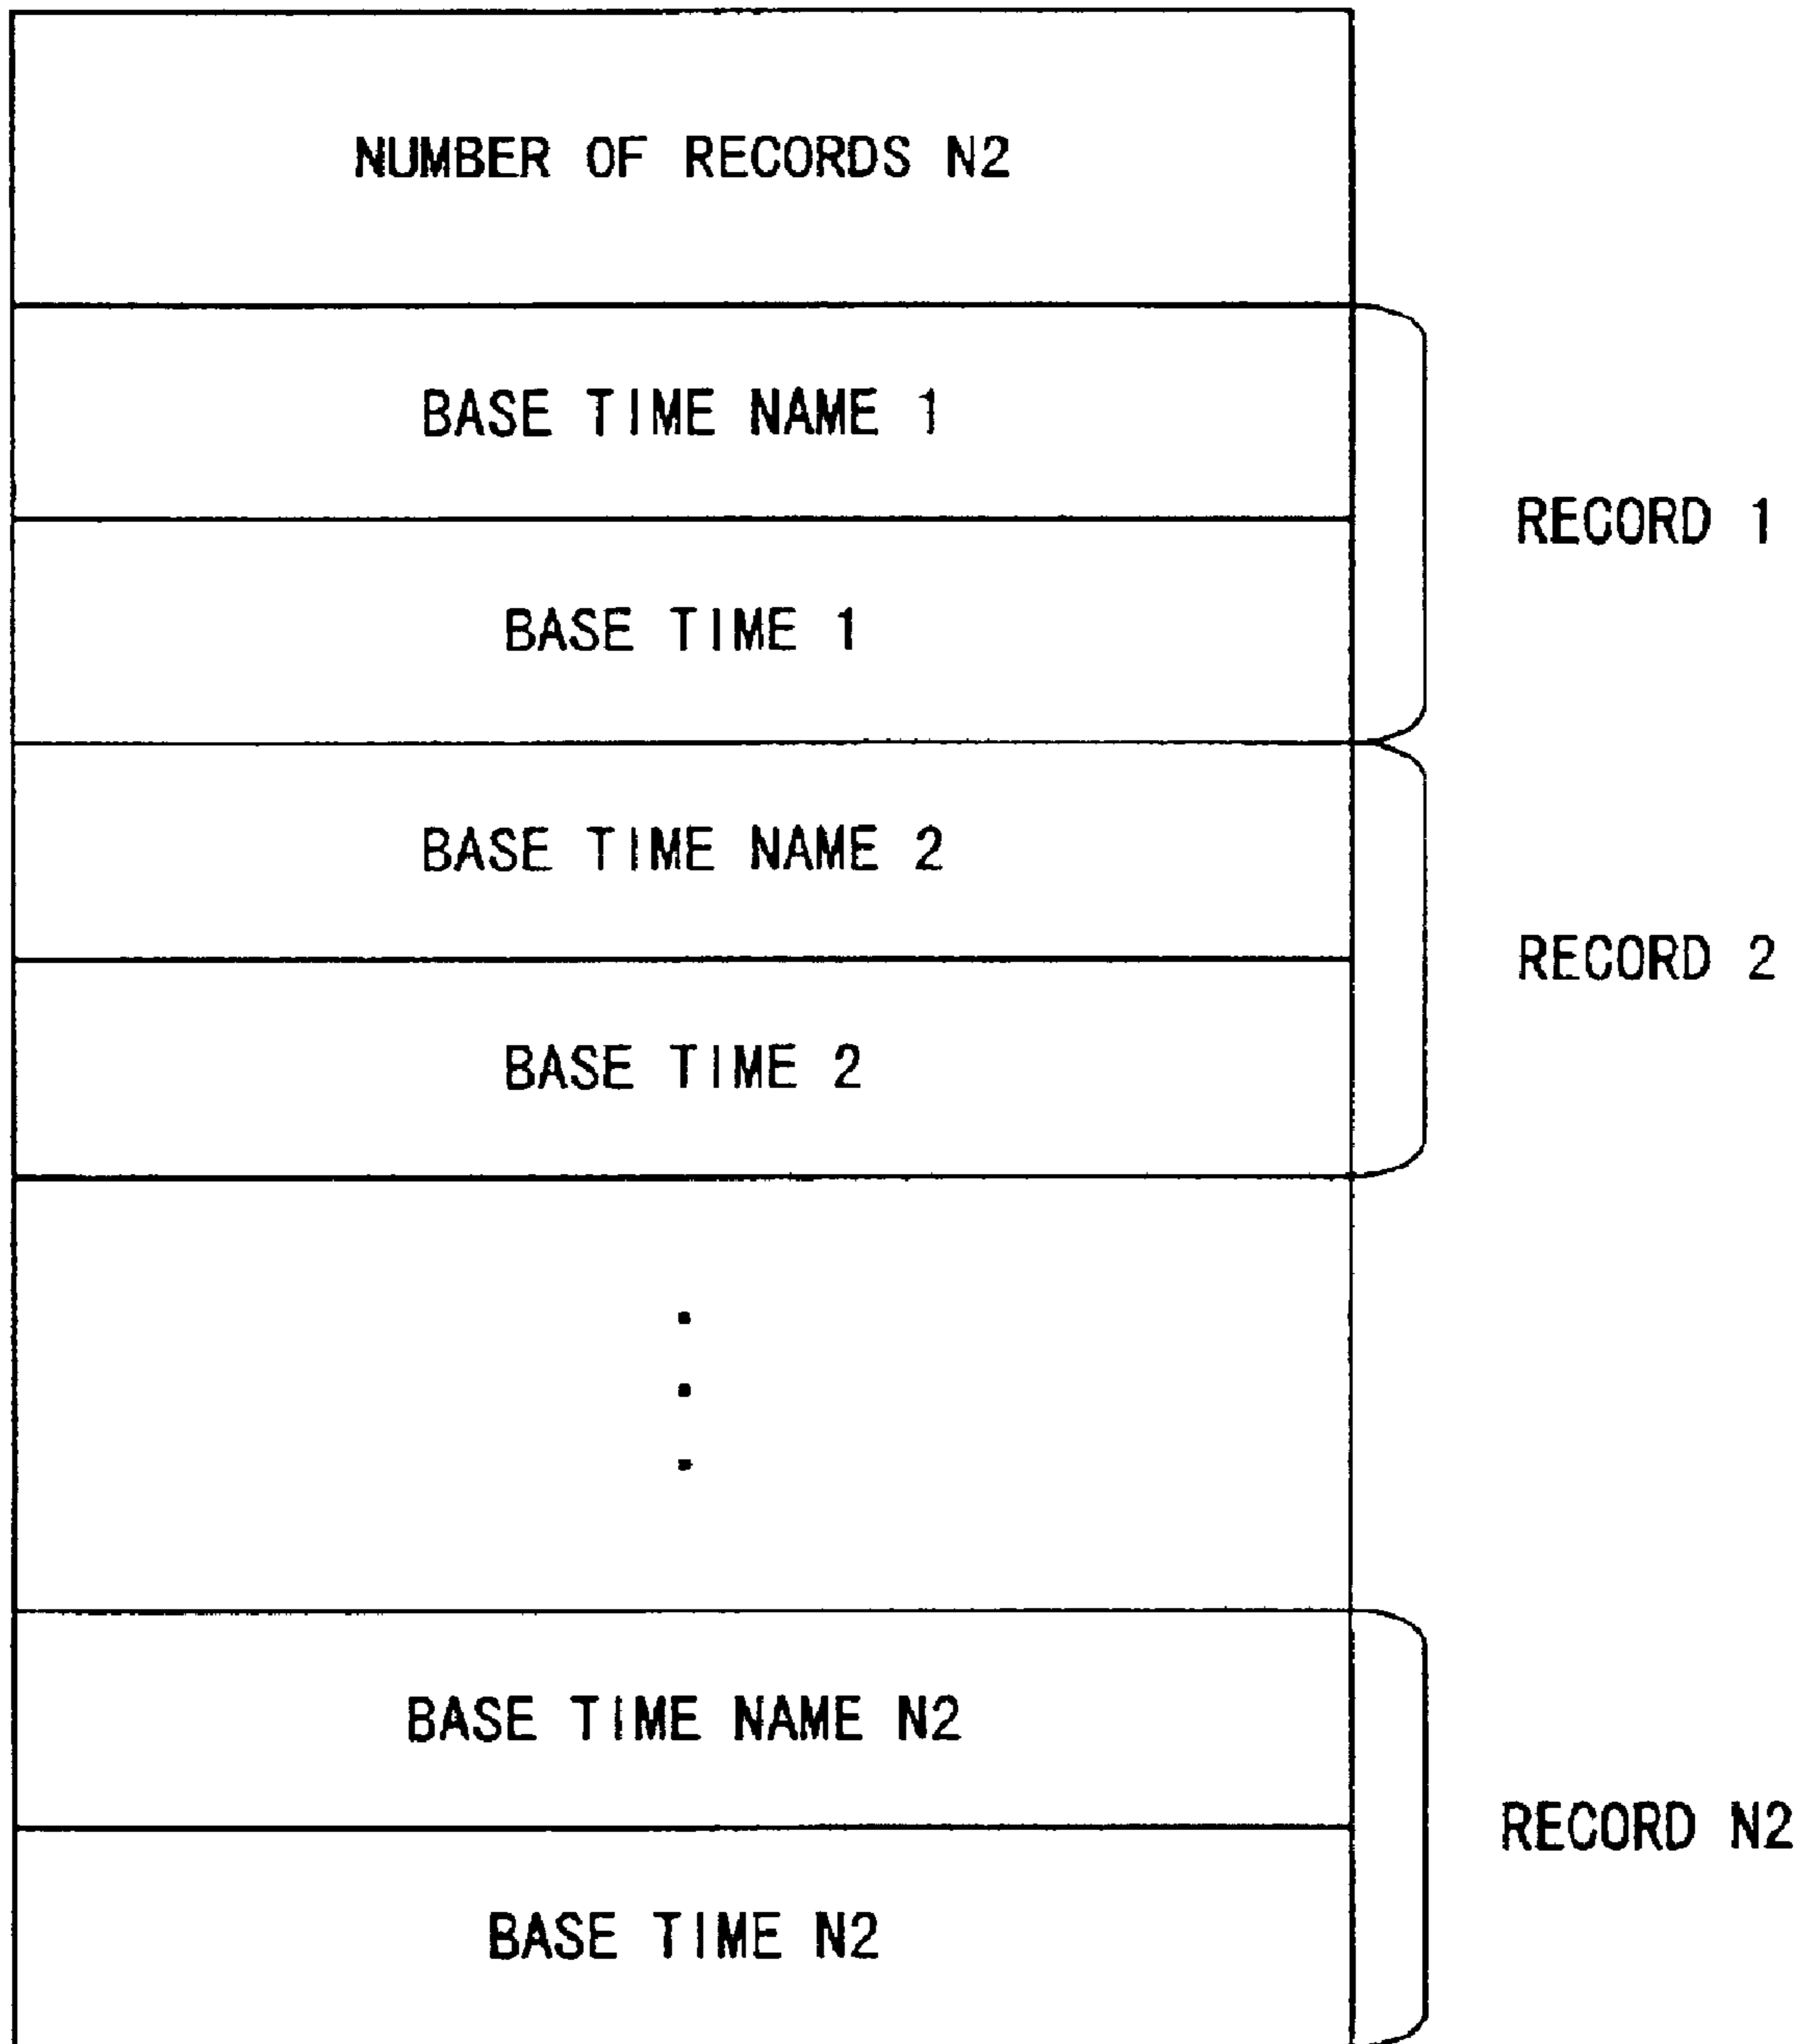 NUMBER OF RECORDS N2
BASE TIME NAME 1
RECORD 1
BASE TIME 1
BASE TIME NAME 2
RECORD 2
BASE TIME 2
BASE TIME NAME N2
RECORD N2
BASE TIME N2